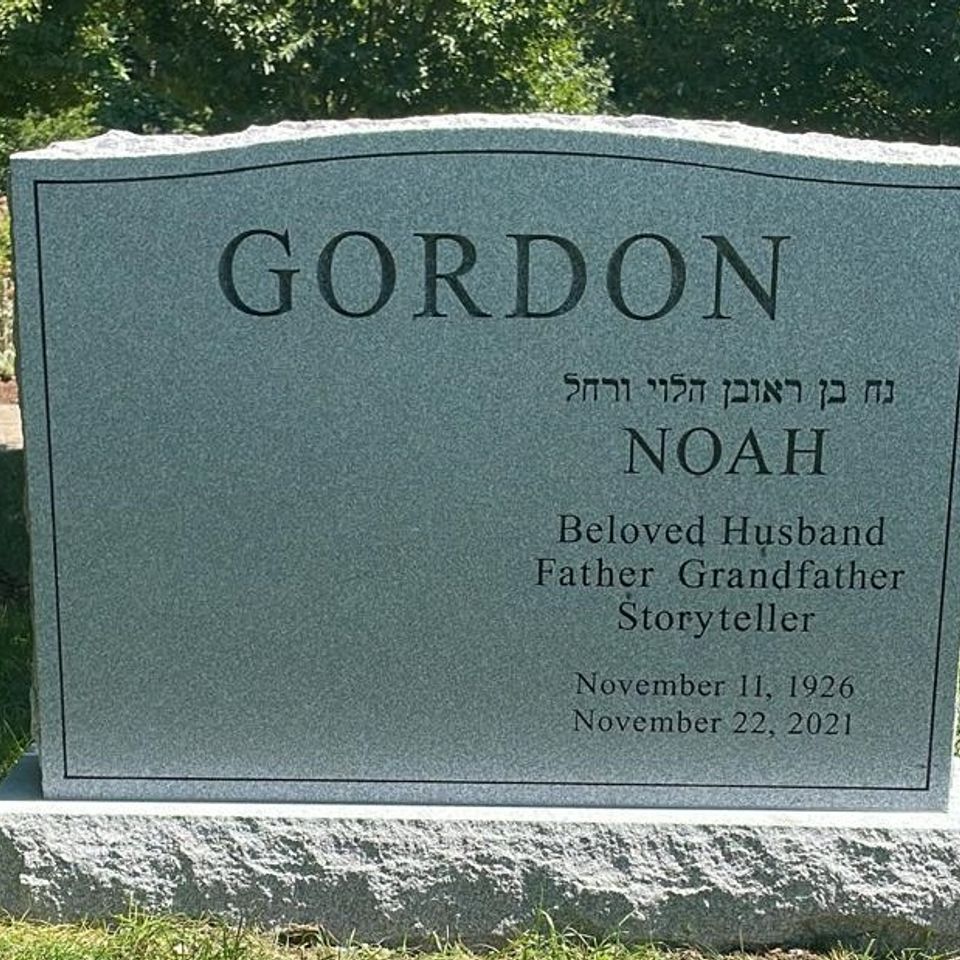 GORDON
נח בן ראובן הלוי ורחל
NOAH
Beloved Husband
Father Grandfather
Storyteller
November 11, 1926
November 22, 2021